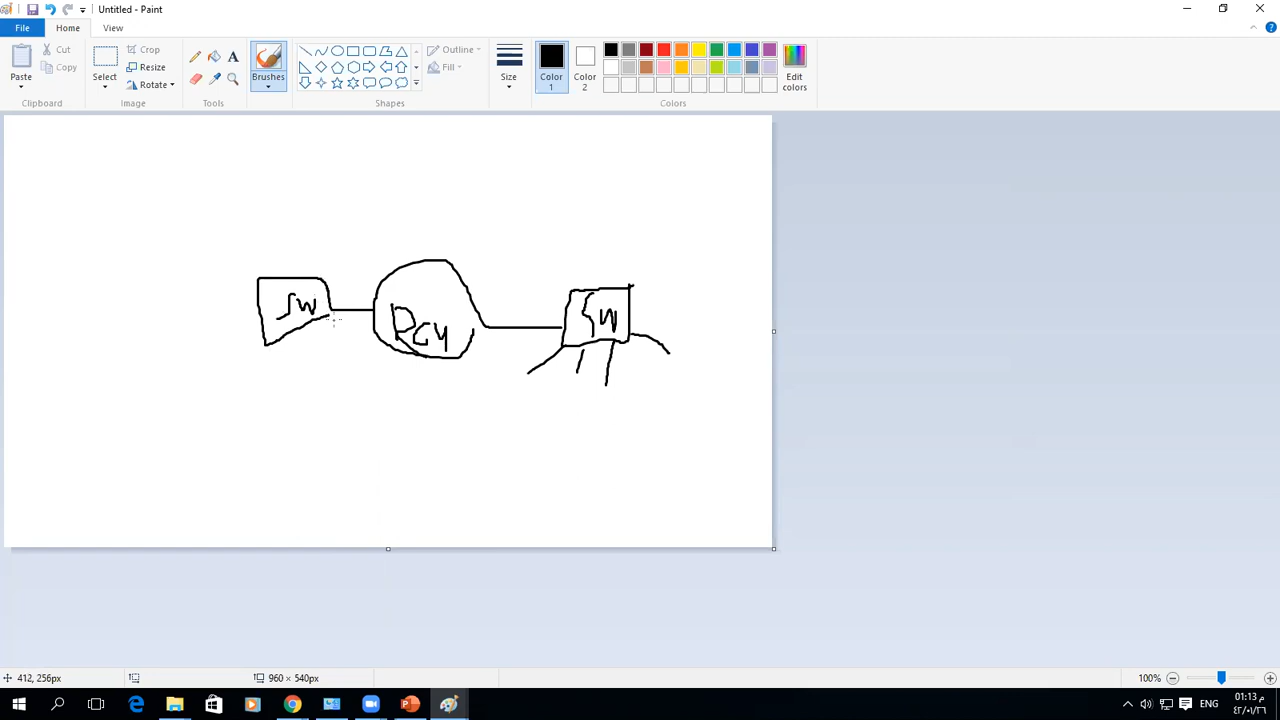 Untitled - Paint
File
Home
View
Paste
Cut
Copy
Clipboard
Select
Crop
Resize
Rotate
Image
A
Tools
Brushes
Outline
Fill
Shapes
Size
Color
1
Color
2
Edit
colors
Colors
SW
SW
412, 256px
960 × 540px
100%
ENG
01:13 م